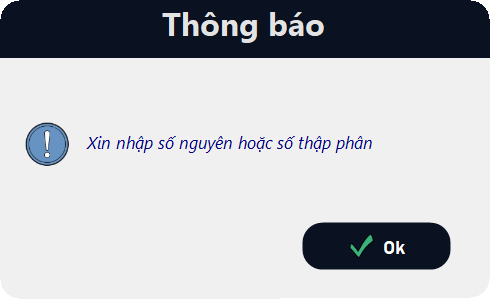 Thông báo
Xin nhập số nguyên hoặc số thập phân
Ok